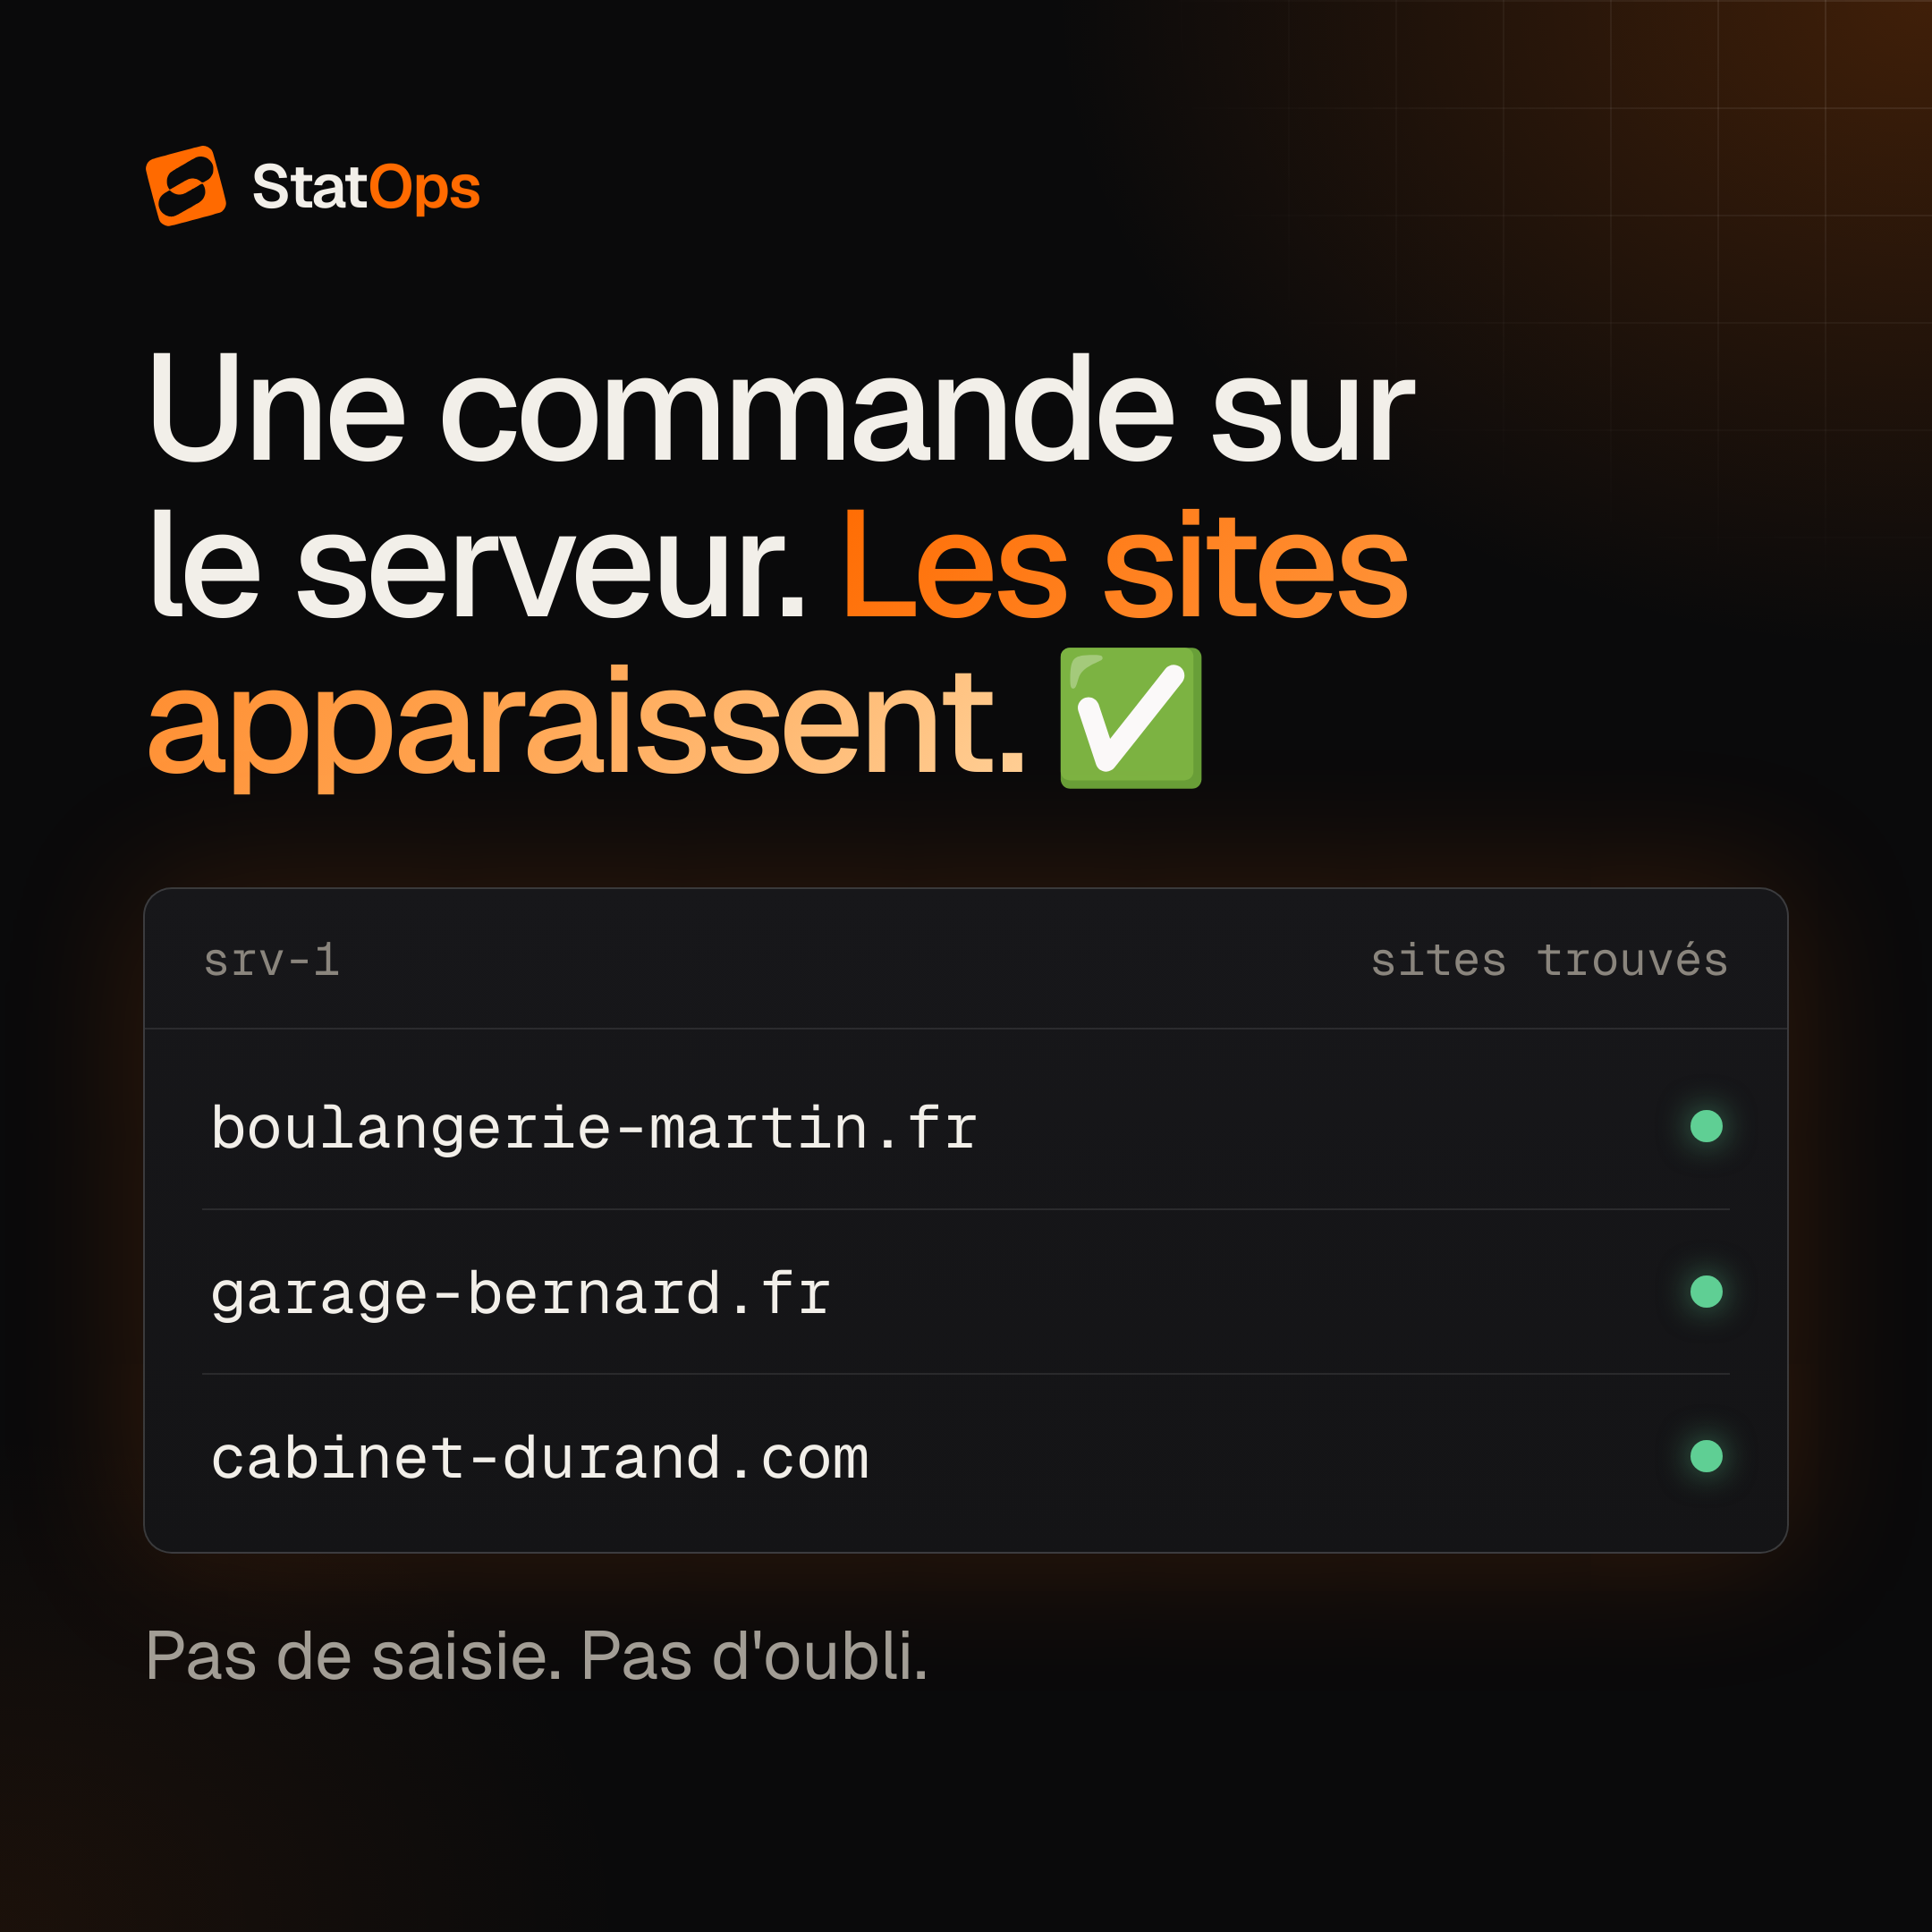 StatOps
Une commande sur
le serveur. Les sites
apparaissent. ✅
srv-1
sites trouvés
boulangerie-martin.fr
garage-bernard.fr
cabinet-durand.com
Pas de saisie. Pas d'oubli.